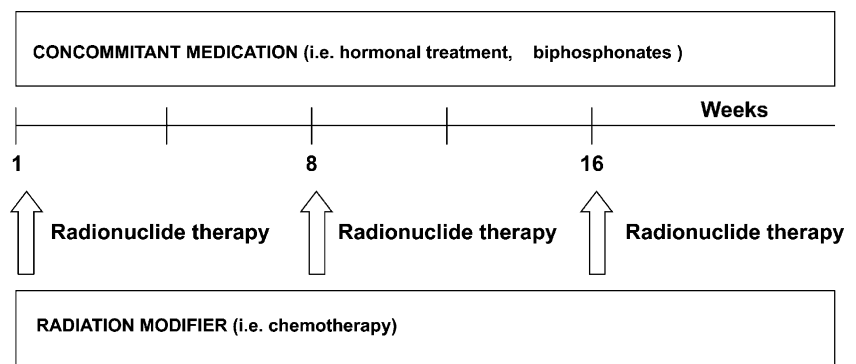 CONCOMMITANT MEDICATION (i.e. hormonal treatment, biphosphonates )
Weeks
1 8 16
Radionuclide therapy Radionuclide therapy Radionuclide therapy
RADIATION MODIFIER (i.e. chemotherapy)